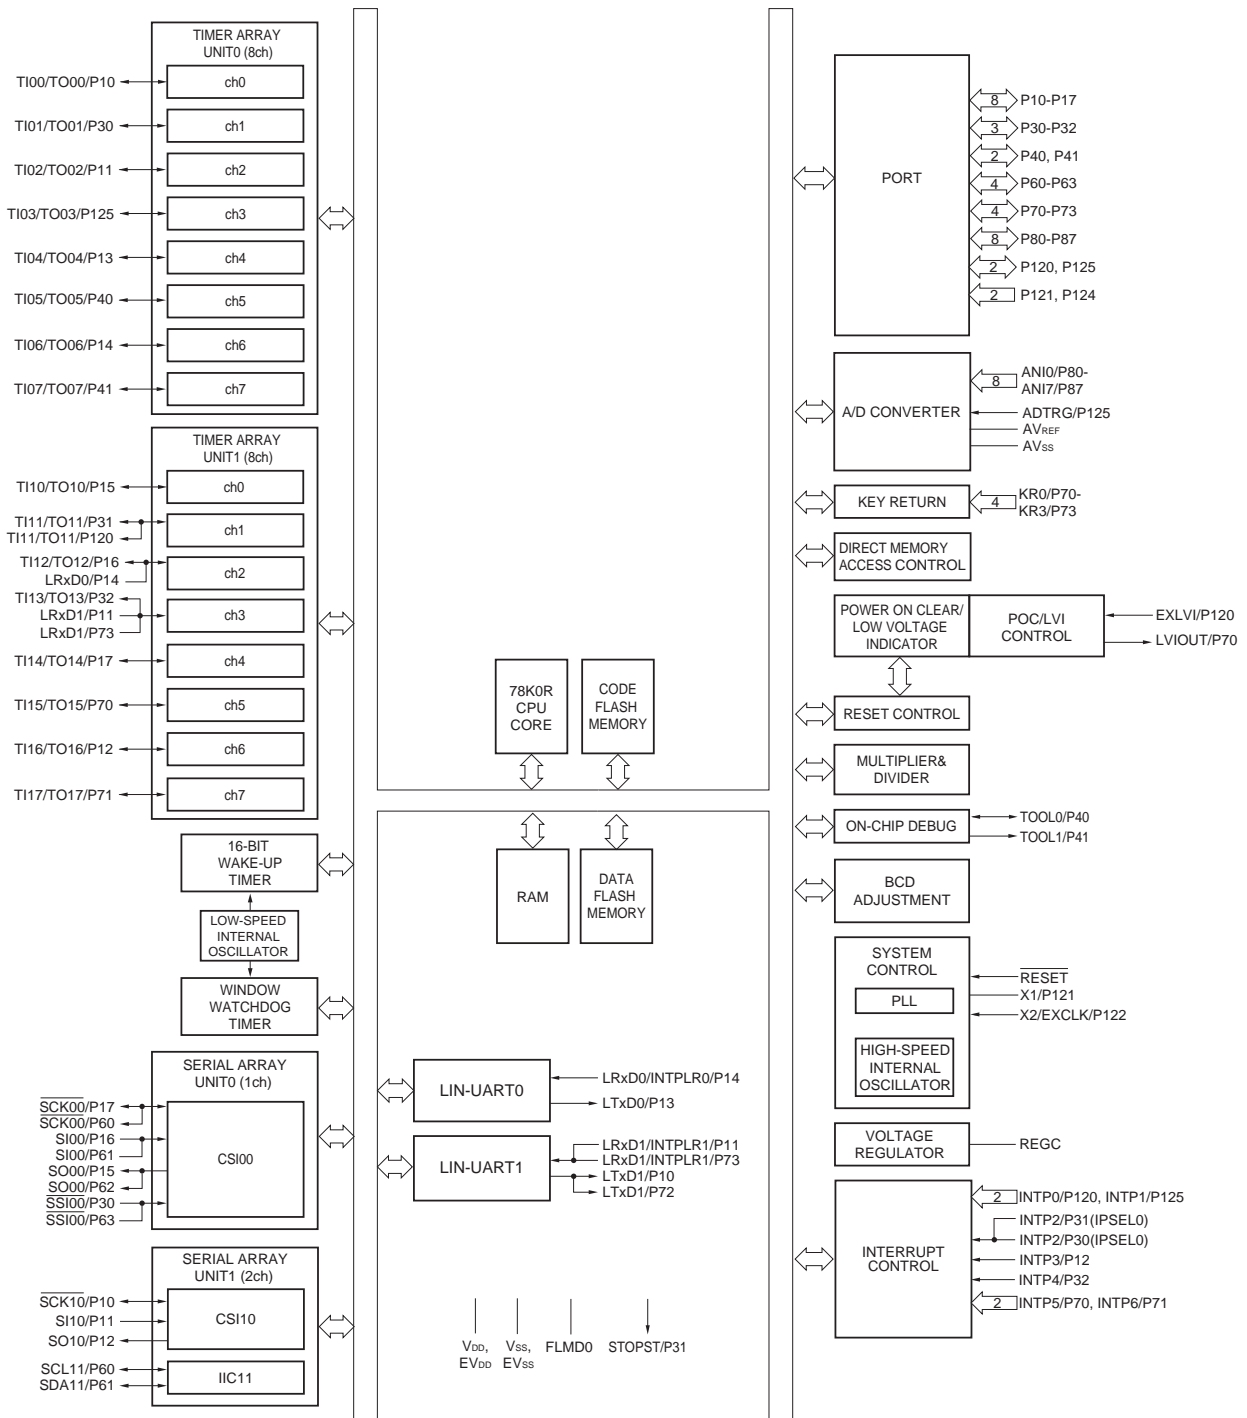 TIMER ARRAY
UNIT0 (8ch)
TI00/TO00/P10
ch0
TI01/TO01/P30
ch1
TI02/TO02/P11
ch2
TI03/TO03/P125
ch3
TI04/TO04/P13
ch4
TI05/TO05/P40
ch5
TI06/TO06/P14
ch6
TI07/TO07/P41
ch7
TIMER ARRAY
UNIT1 (8ch)
TI10/TO10/P15
ch0
TI11/TO11/P31
TI11/TO11/P120
ch1
TI12/TO12/P16
LRxD0/P14
ch2
TI13/TO13/P32
LRxD1/P11
LRxD1/P73
ch3
TI14/TO14/P17
ch4
TI15/TO15/P70
ch5
TI16/TO16/P12
ch6
TI17/TO17/P71
ch7
16-BIT
WAKE-UP
TIMER
LOW-SPEED
INTERNAL
OSCILLATOR
WINDOW
WATCHDOG
TIMER
SERIAL ARRAY
UNIT0 (1ch)
SCK00/P17
SCK00/P60
SI00/P16
SI00/P61
SO00/P15
SO00/P62
SSI00/P30
SSI00/P63
CSI00
SERIAL ARRAY
UNIT1 (2ch)
SCK10/P10
SI10/P11
SO10/P12
CSI10
SCL11/P60
SDA11/P61
IIC11
78K0R
CPU
CORE
CODE
FLASH
MEMORY
RAM
DATA
FLASH
MEMORY
LIN-UART0
LRxD0/INTPLR0/P14
LTxD0/P13
LIN-UART1
LRxD1/INTPLR1/P11
LRxD1/INTPLR1/P73
LTxD1/P10
LTxD1/P72
VDD,
EVDD
VSS,
EVSS
FLMD0
STOPST/P31
PORT
8 P10-P17
3 P30-P32
2 P40, P41
4 P60-P63
4 P70-P73
8 P80-P87
2 P120, P125
2 P121, P124
A/D CONVERTER
8 ANI0/P80-
ANI7/P87
ADTRG/P125
AVREF
AVSS
KEY RETURN
4 KR0/P70-
KR3/P73
DIRECT MEMORY
ACCESS CONTROL
POWER ON CLEAR/
LOW VOLTAGE
INDICATOR
POC/LVI
CONTROL
EXLVI/P120
LVIOUT/P70
RESET CONTROL
MULTIPLIER&
DIVIDER
ON-CHIP DEBUG
TOOL0/P40
TOOL1/P41
BCD
ADJUSTMENT
SYSTEM
CONTROL
PLL
HIGH-SPEED
INTERNAL
OSCILLATOR
RESET
X1/P121
X2/EXCLK/P122
VOLTAGE
REGULATOR
REGC
INTERRUPT
CONTROL
2 INTP0/P120, INTP1/P125
INTP2/P31(IPSEL0)
INTP2/P30(IPSEL0)
INTP3/P12
INTP4/P32
2 INTP5/P70, INTP6/P71